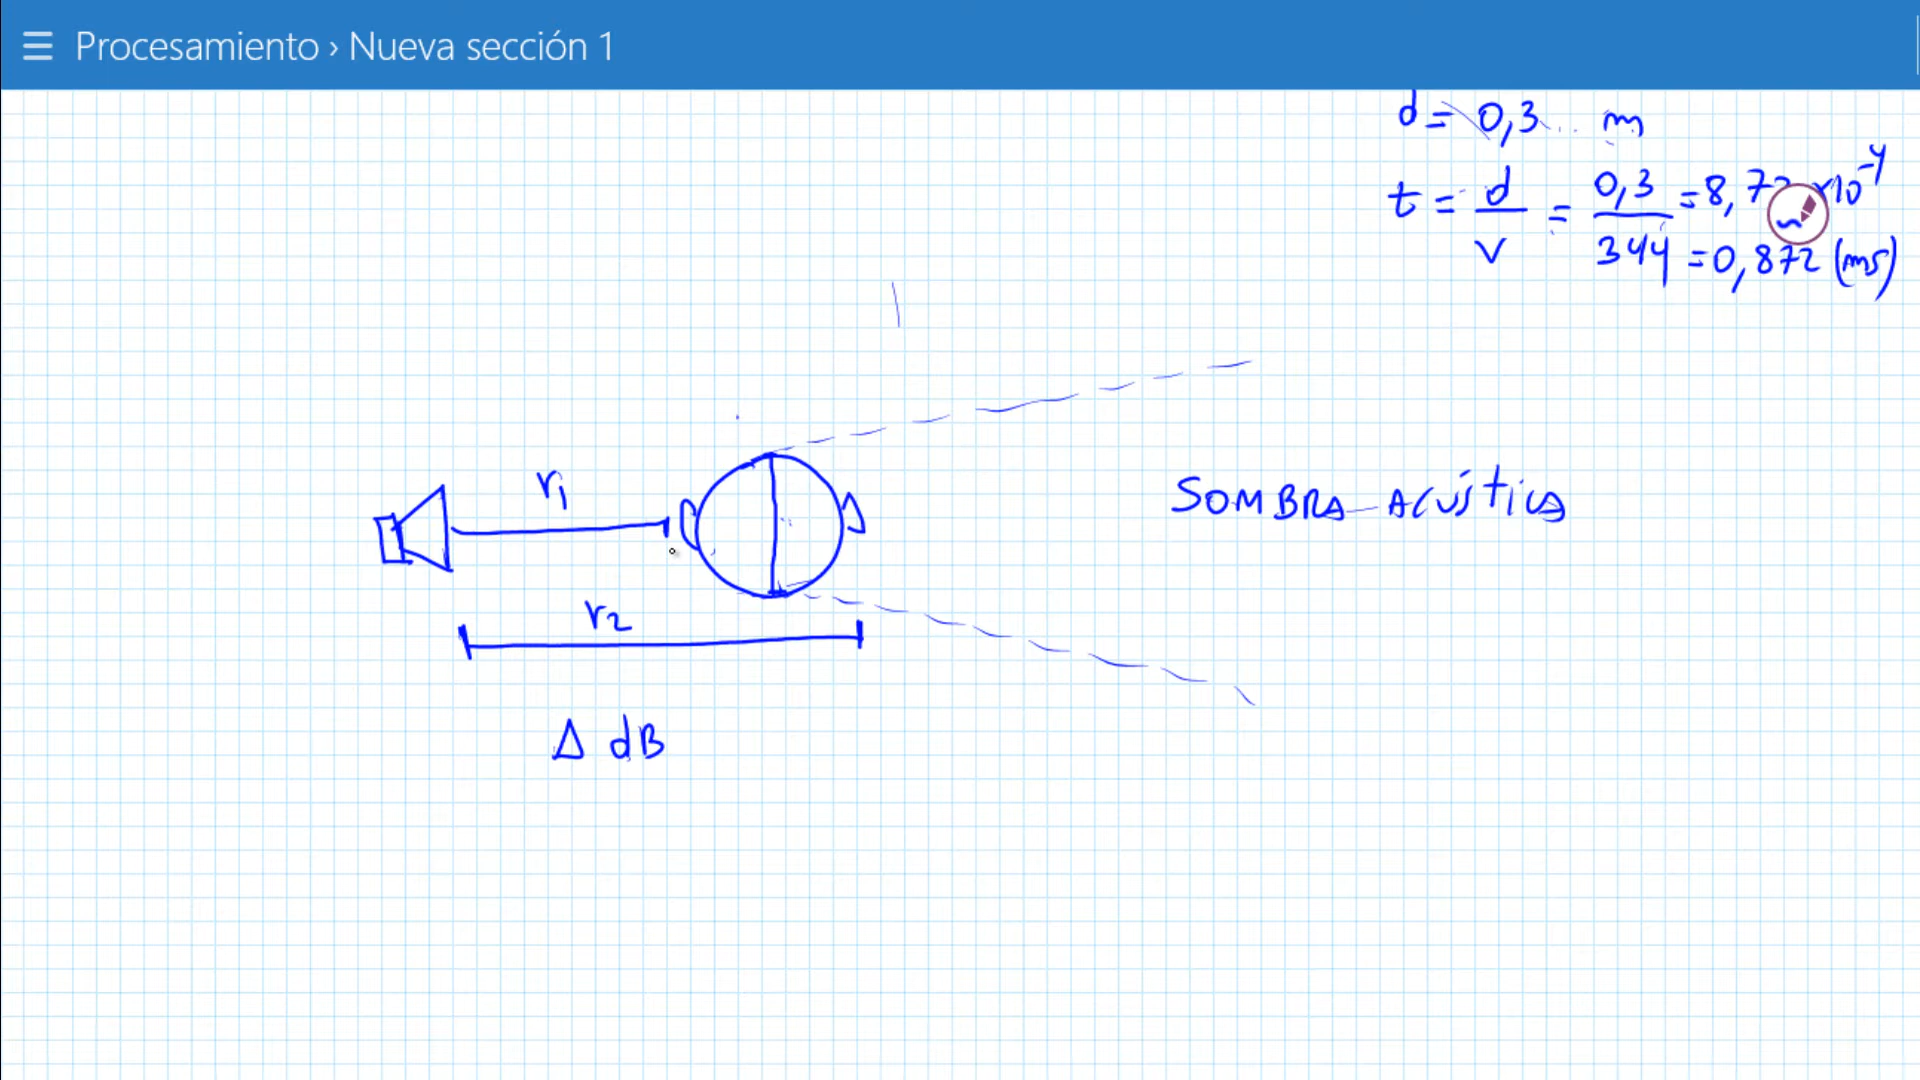 Procesamiento › Nueva sección 1
d = 0,3... m
t = d/v = 0,3/344 = 8,72 x10⁻⁴
= 0,872 (ms)
r₁
SOMBRA ACÚSTICA
r₂
Δ dB